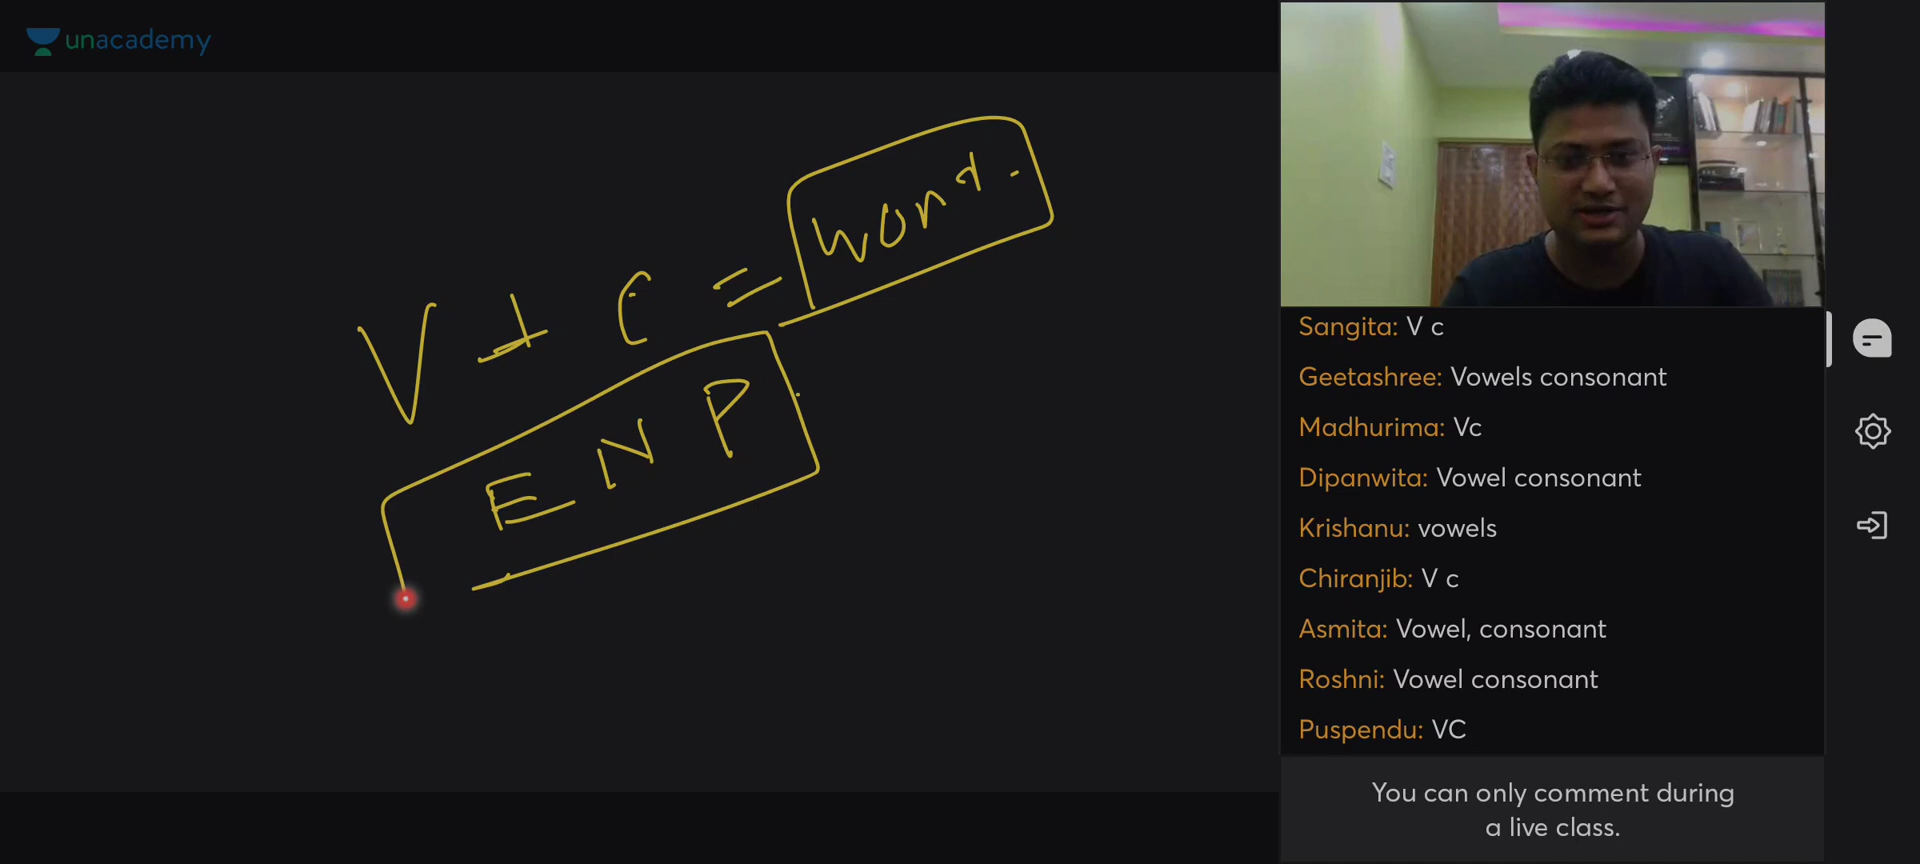 unacademy
V + C = Word.
E N P
Sangita: V c
Geetashree: Vowels consonant
Madhurima: Vc
Dipanwita: Vowel consonant
Krishanu: vowels
Chiranjib: V c
Asmita: Vowel, consonant
Roshni: Vowel consonant
Puspendu: VC
You can only comment during
a live class.